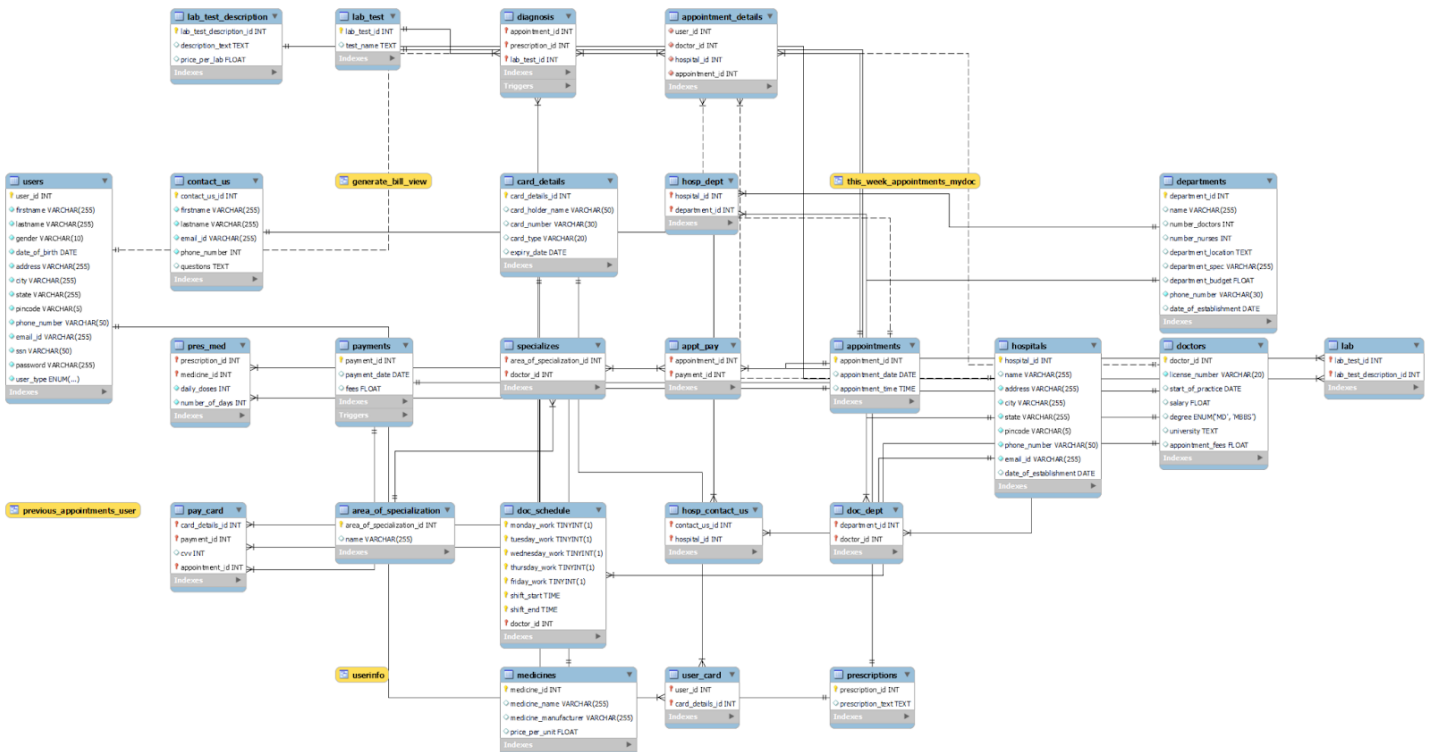 lab_test_description
lab_test_description_id INT
description_text TEXT
price_per_lab FLOAT
Indexes
lab_test
lab_test_id INT
test_name TEXT
Indexes
diagnosis
appointment_id INT
prescription_id INT
lab_test_id INT
Indexes
Triggers
appointment_details
user_id INT
doctor_id INT
hospital_id INT
appointment_id INT
Indexes
users
user_id INT
firstname VARCHAR(255)
lastname VARCHAR(255)
gender VARCHAR(10)
date_of_birth DATE
address VARCHAR(255)
city VARCHAR(255)
state VARCHAR(255)
pincode VARCHAR(5)
phone_number VARCHAR(50)
email_id VARCHAR(255)
ssn VARCHAR(50)
password VARCHAR(255)
user_type ENUM(...)
Indexes
contact_us
contact_us_id INT
firstname VARCHAR(255)
lastname VARCHAR(255)
email_id VARCHAR(255)
phone_number INT
questions TEXT
Indexes
generate_bill_view
card_details
card_details_id INT
card_holder_name VARCHAR(50)
card_number VARCHAR(30)
card_type VARCHAR(20)
expiry_date DATE
Indexes
hosp_dept
hospital_id INT
department_id INT
Indexes
this_week_appointments_mydoc
departments
department_id INT
name VARCHAR(255)
number_doctors INT
number_nurses INT
department_location TEXT
department_spec VARCHAR(255)
department_budget FLOAT
phone_number VARCHAR(30)
date_of_establishment DATE
Indexes
pres_med
prescription_id INT
medicine_id INT
daily_doses INT
number_of_days INT
Indexes
payments
payment_id INT
payment_date DATE
fees FLOAT
Indexes
Triggers
specializes
area_of_specialization_id INT
doctor_id INT
Indexes
appt_pay
appointment_id INT
payment_id INT
Indexes
appointments
appointment_id INT
appointment_date DATE
appointment_time TIME
Indexes
hospitals
hospital_id INT
name VARCHAR(255)
address VARCHAR(255)
city VARCHAR(255)
state VARCHAR(255)
pincode VARCHAR(5)
phone_number VARCHAR(50)
email_id VARCHAR(255)
date_of_establishment DATE
Indexes
doctors
doctor_id INT
license_number VARCHAR(20)
start_of_practice DATE
salary FLOAT
degree ENUM('MD', 'MBBS')
university TEXT
appointment_fees FLOAT
Indexes
lab
lab_test_id INT
lab_test_description_id INT
Indexes
previous_appointments_user
pay_card
card_details_id INT
payment_id INT
cvv INT
appointment_id INT
Indexes
area_of_specialization
area_of_specialization_id INT
name VARCHAR(255)
Indexes
doc_schedule
monday_work TINYINT(1)
tuesday_work TINYINT(1)
wednesday_work TINYINT(1)
thursday_work TINYINT(1)
friday_work TINYINT(1)
shift_start TIME
shift_end TIME
doctor_id INT
Indexes
hosp_contact_us
contact_us_id INT
hospital_id INT
Indexes
doc_dept
department_id INT
doctor_id INT
Indexes
userinfo
medicines
medicine_id INT
medicine_name VARCHAR(255)
medicine_manufacturer VARCHAR(255)
price_per_unit FLOAT
Indexes
user_card
user_id INT
card_details_id INT
Indexes
prescriptions
prescription_id INT
prescription_text TEXT
Indexes